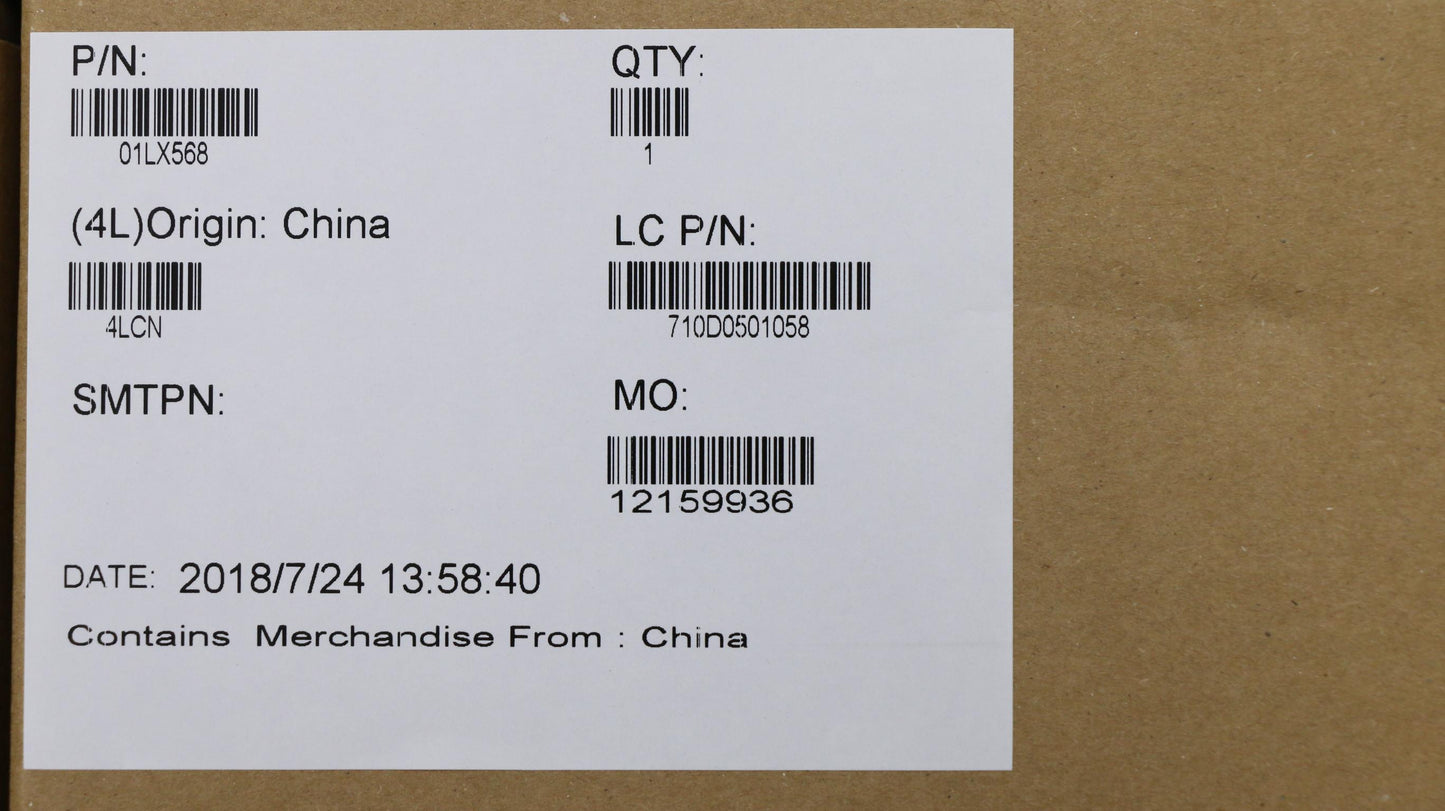 P/N:
01LX568
QTY:
1
(4L)Origin: China
4LCN
LC P/N:
710D0501058
SMTPN:
MO:
12159936
DATE: 2018/7/24 13:58:40
Contains Merchandise From : China